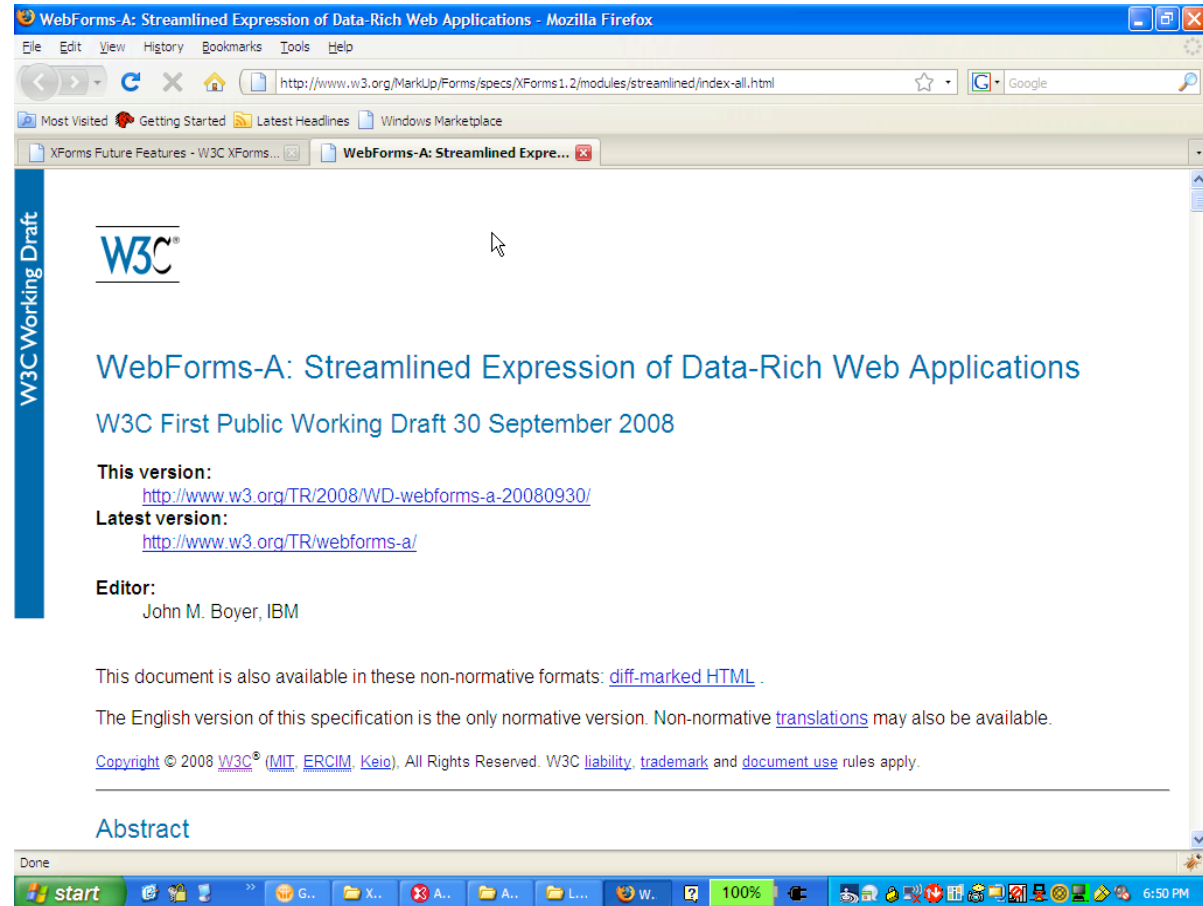 WebForms-A: Streamlined Expression of Data-Rich Web Applications - Mozilla Firefox
File Edit View History Bookmarks Tools Help
http://www.w3.org/MarkUp/Forms/specs/XForms1.2/modules/streamlined/index-all.html G Google
Most Visited Getting Started Latest Headlines Windows Marketplace
XForms Future Features - W3C XForms... WebForms-A: Streamlined Expre...
W3C Working Draft
W3C®
WebForms-A: Streamlined Expression of Data-Rich Web Applications
W3C First Public Working Draft 30 September 2008
This version:
http://www.w3.org/TR/2008/WD-webforms-a-20080930/
Latest version:
http://www.w3.org/TR/webforms-a/
Editor:
John M. Boyer, IBM
This document is also available in these non-normative formats: diff-marked HTML .
The English version of this specification is the only normative version. Non-normative translations may also be available.
Copyright © 2008 W3C® (MIT, ERCIM, Keio), All Rights Reserved. W3C liability, trademark and document use rules apply.
Abstract
Done
start » G.. X.. A.. A.. L... W. 100% 6:50 PM